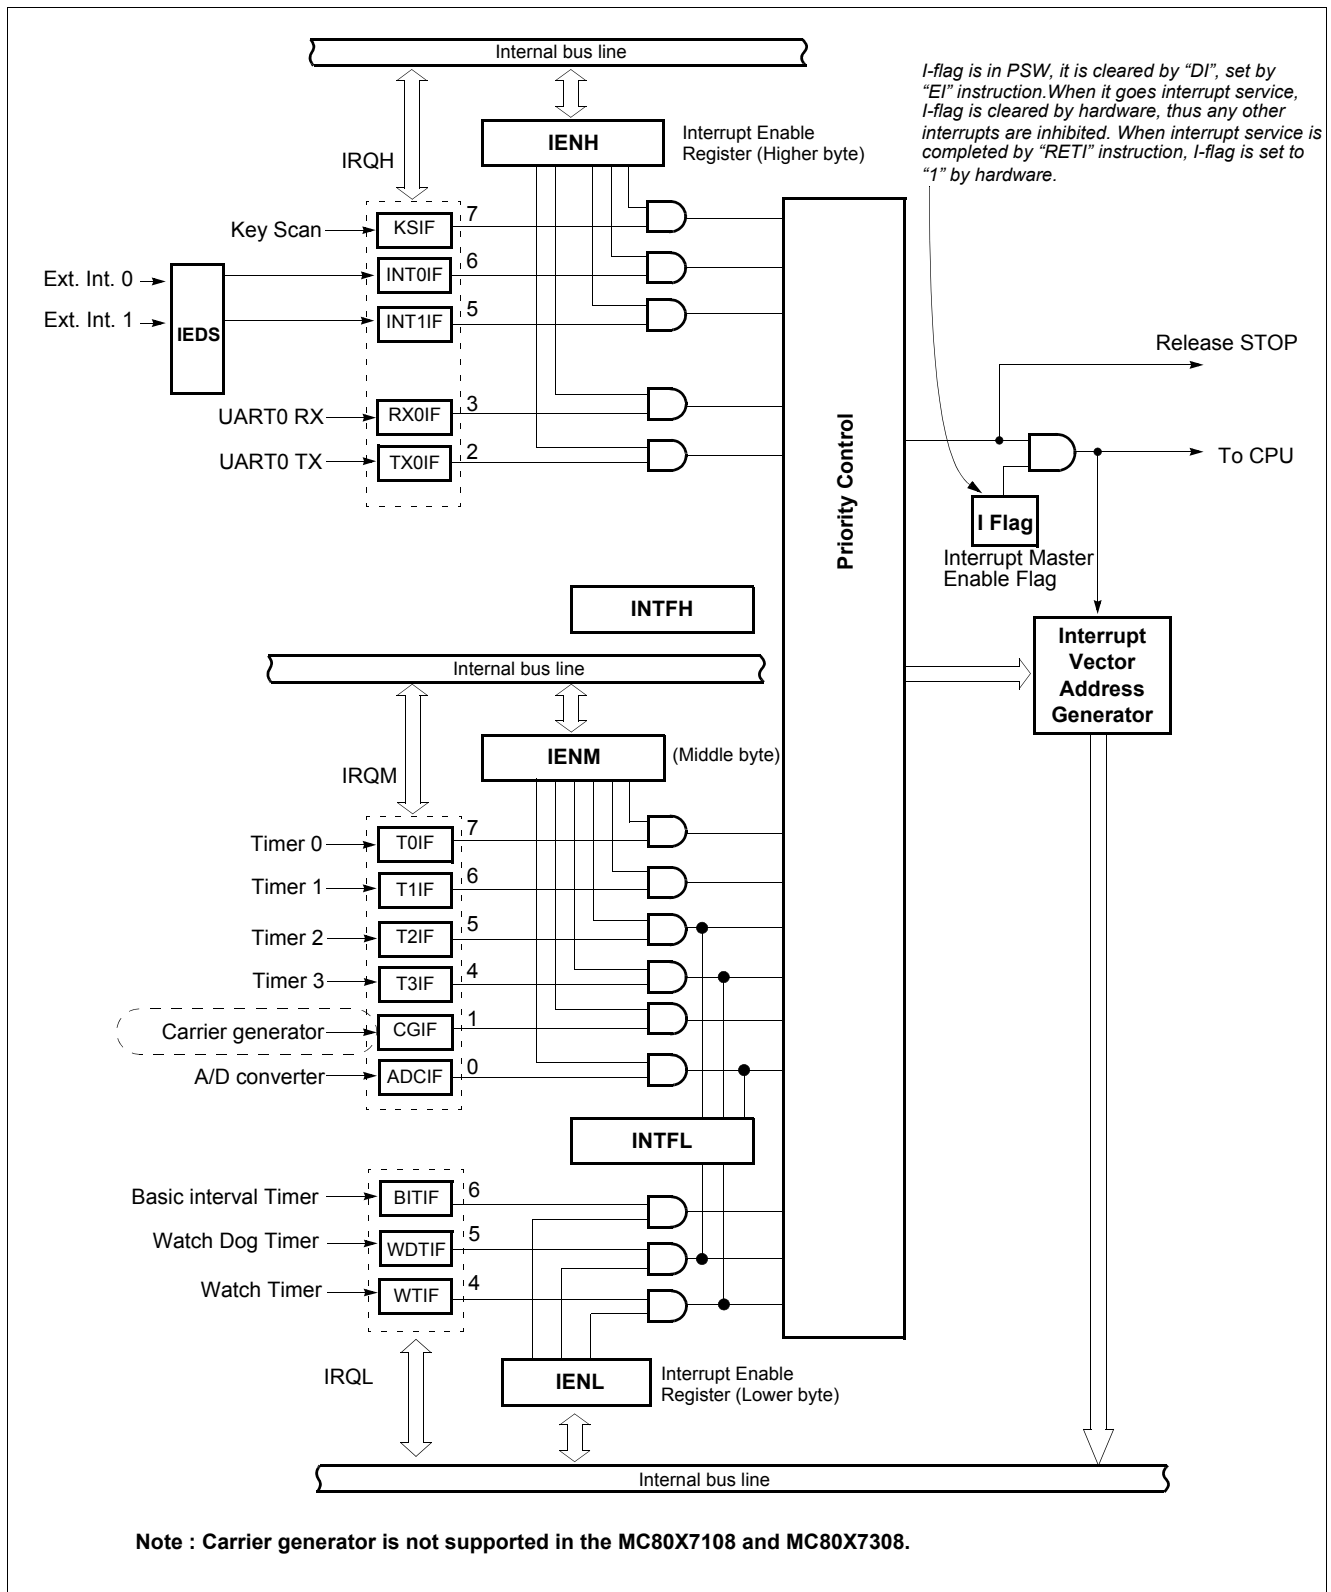 Internal bus line
I-flag is in PSW, it is cleared by “DI”, set by
“EI” instruction.When it goes interrupt service,
I-flag is cleared by hardware, thus any other
interrupts are inhibited. When interrupt service is
completed by “RETI” instruction, I-flag is set to
“1” by hardware.
IENH
Interrupt Enable
Register (Higher byte)
IRQH
Key Scan
KSIF
7
Ext. Int. 0
INT0IF
6
Ext. Int. 1
IEDS
INT1IF
5
UART0 RX
RX0IF
3
UART0 TX
TX0IF
2
Priority Control
Release STOP
To CPU
I Flag
Interrupt Master
Enable Flag
INTFH
Interrupt
Vector
Address
Generator
Internal bus line
IENM
(Middle byte)
IRQM
Timer 0
T0IF
7
Timer 1
T1IF
6
Timer 2
T2IF
5
Timer 3
T3IF
4
Carrier generator
CGIF
1
A/D converter
ADCIF
0
INTFL
Basic interval Timer
BITIF
6
Watch Dog Timer
WDTIF
5
Watch Timer
WTIF
4
IRQL
IENL
Interrupt Enable
Register (Lower byte)
Internal bus line
Note : Carrier generator is not supported in the MC80X7108 and MC80X7308.